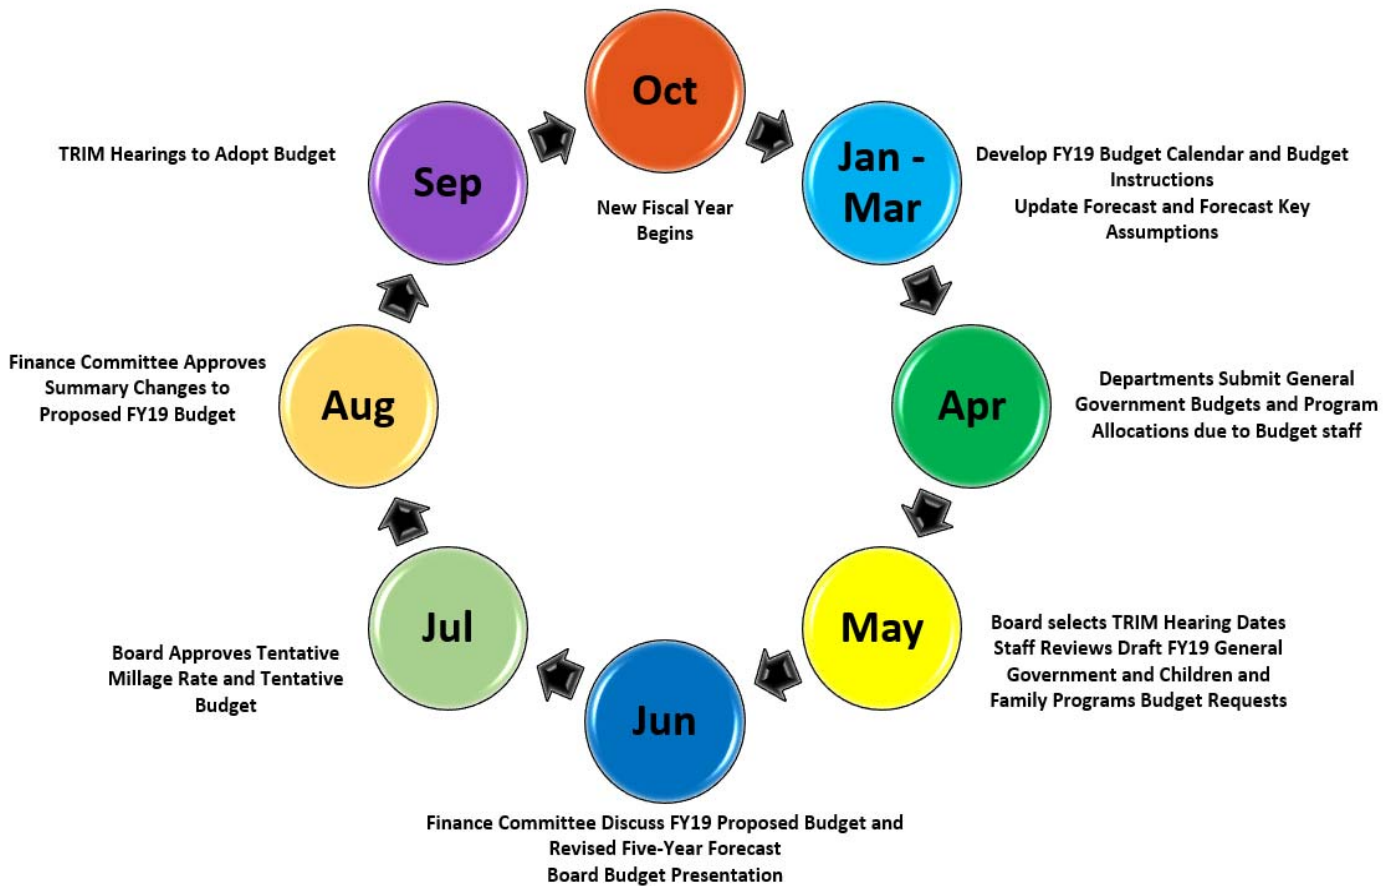 Oct
New Fiscal Year
Begins
Jan -
Mar
Develop FY19 Budget Calendar and Budget
Instructions
Update Forecast and Forecast Key
Assumptions
Apr
Departments Submit General
Government Budgets and Program
Allocations due to Budget staff
May
Board selects TRIM Hearing Dates
Staff Reviews Draft FY19 General
Government and Children and
Family Programs Budget Requests
Jun
Finance Committee Discuss FY19 Proposed Budget and
Revised Five-Year Forecast
Board Budget Presentation
Jul
Board Approves Tentative
Millage Rate and Tentative
Budget
Aug
Finance Committee Approves
Summary Changes to
Proposed FY19 Budget
Sep
TRIM Hearings to Adopt Budget